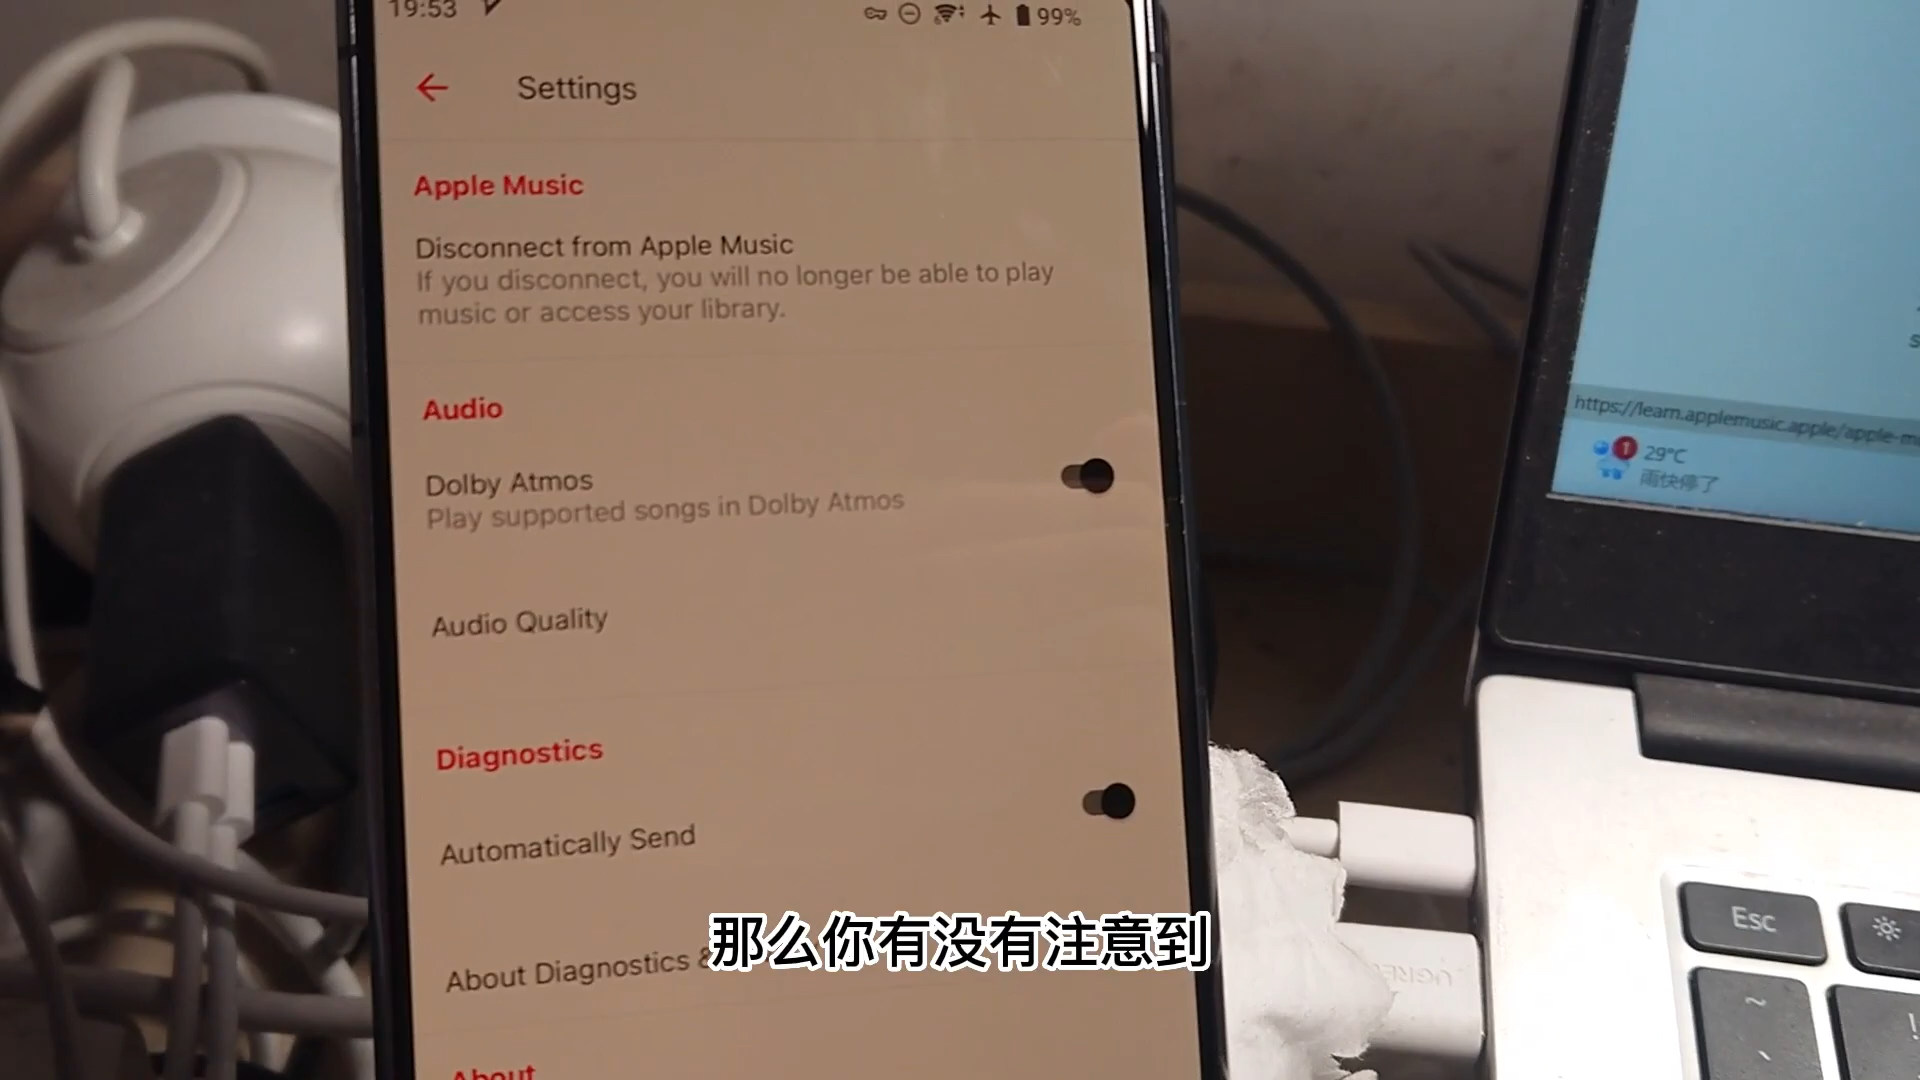 19:53
99%
Settings
Apple Music
Disconnect from Apple Music
If you disconnect, you will no longer be able to play
music or access your library.
Audio
Dolby Atmos
Play supported songs in Dolby Atmos
Audio Quality
Diagnostics
Automatically Send
About Diagnostics &
About
https://learn.applemusic.apple/apple-m
1
29°C
雨快停了
UGREEN
Esc
~
!
那么你有没有注意到